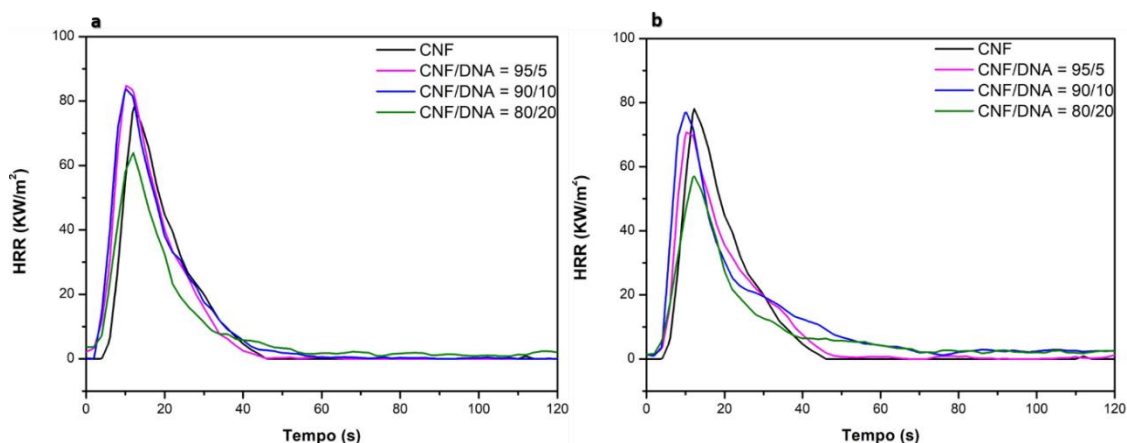 a
100
80
60
40
20
0
HRR (KW/m²)
CNF
CNF/DNA = 95/5
CNF/DNA = 90/10
CNF/DNA = 80/20
0 20 40 60 80 100 120
Tempo (s)
b
100
80
60
40
20
0
HRR (KW/m²)
CNF
CNF/DNA = 95/5
CNF/DNA = 90/10
CNF/DNA = 80/20
0 20 40 60 80 100 120
Tempo (s)